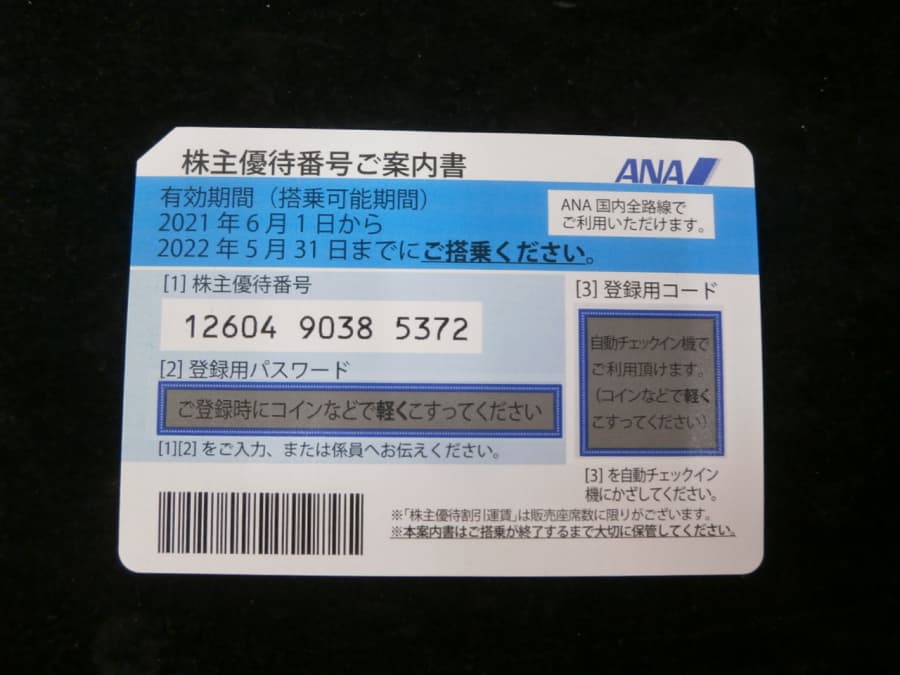 株主優待番号ご案内書
ANA
有効期間（搭乗可能期間）
2021年6月1日から
2022年5月31日までにご搭乗ください。
ANA国内全路線で
ご利用いただけます。
[1] 株主優待番号
12604 9038 5372
[2] 登録用パスワード
ご登録時にコインなどで軽くこすってください
[1][2] をご入力、または係員へお伝えください。
[3] 登録用コード
自動チェックイン機で
ご利用頂けます。
（コインなどで軽く
こすってください）
[3] を自動チェックイン
機にかざしてください。
※「株主優待割引運賃」は販売座席数に限りがございます。
※本案内書はご搭乗が終了するまで大切に保管してください。